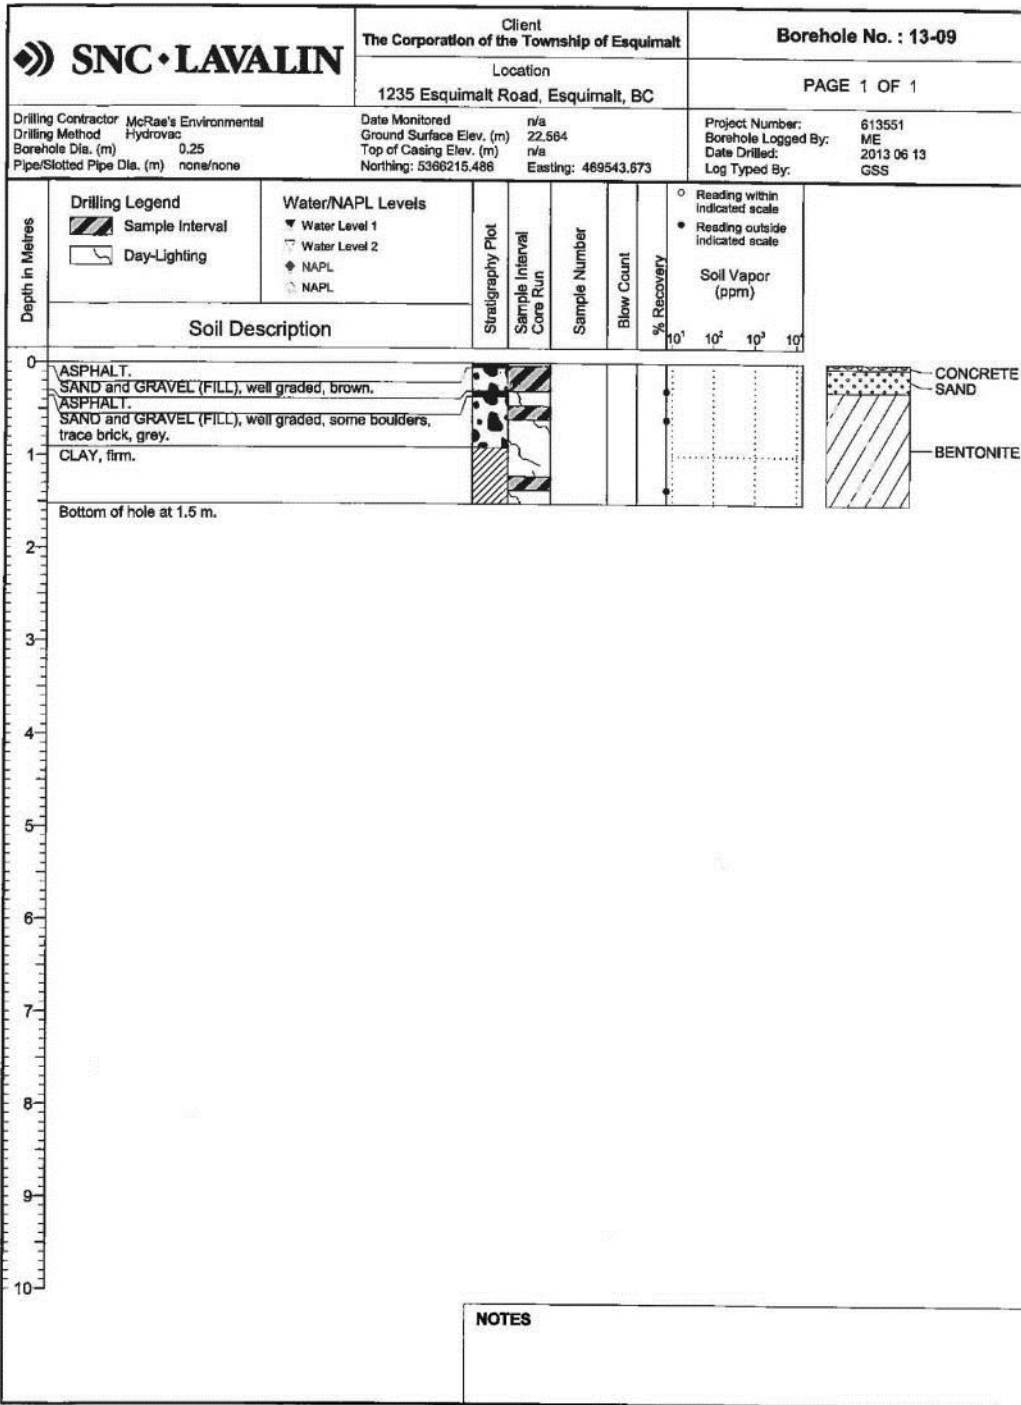 SNC•LAVALIN
Client
The Corporation of the Township of Esquimalt
Location
1235 Esquimalt Road, Esquimalt, BC
Borehole No. : 13-09
PAGE 1 OF 1
Drilling Contractor McRae's Environmental
Drilling Method Hydrovac
Borehole Dia. (m) 0.25
Pipe/Slotted Pipe Dia. (m) none/none
Date Monitored n/a
Ground Surface Elev. (m) 22.564
Top of Casing Elev. (m) n/a
Northing: 5366215.486 Easting: 469543.673
Project Number: 613551
Borehole Logged By: ME
Date Drilled: 2013 06 13
Log Typed By: GSS
Depth in Metres
Drilling Legend
Sample Interval
Day-Lighting
Water/NAPL Levels
Water Level 1
Water Level 2
NAPL
NAPL
Soil Description
Stratigraphy Plot
Sample Interval
Core Run
Sample Number
Blow Count
% Recovery
Reading within
indicated scale
Reading outside
indicated scale
Soil Vapor
(ppm)
10¹ 10² 10³ 10⁴
0
ASPHALT.
SAND and GRAVEL (FILL), well graded, brown.
ASPHALT.
SAND and GRAVEL (FILL), well graded, some boulders,
trace brick, grey.
1
CLAY, firm.
Bottom of hole at 1.5 m.
CONCRETE
SAND
BENTONITE
2
3
4
5
6
7
8
9
10
NOTES